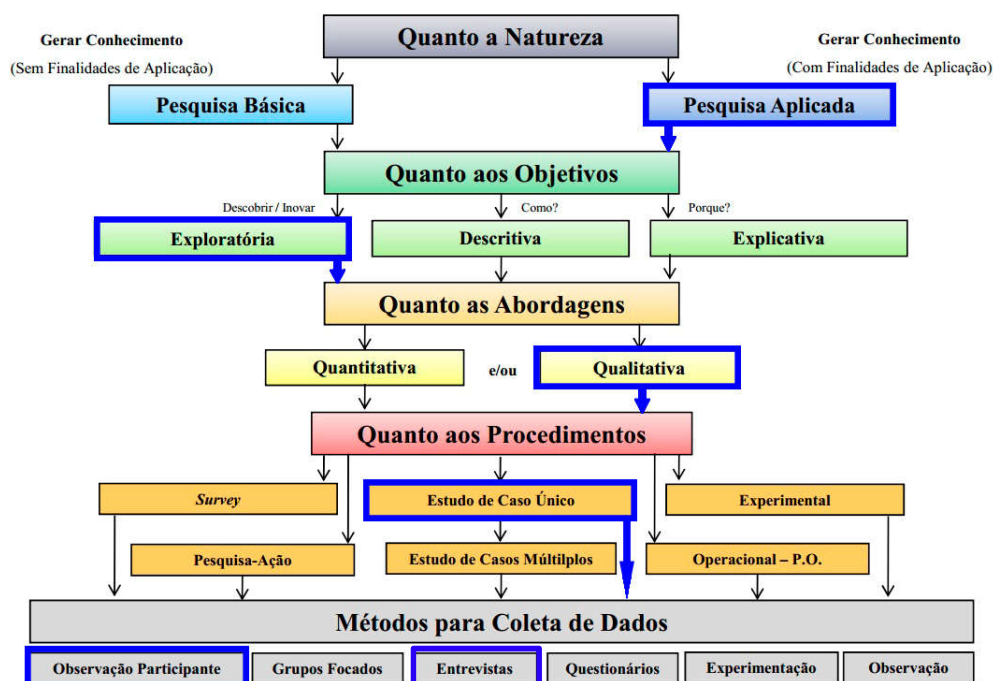 Quanto a Natureza
Gerar Conhecimento
(Sem Finalidades de Aplicação)
Gerar Conhecimento
(Com Finalidades de Aplicação)
Pesquisa Básica
Pesquisa Aplicada
Quanto aos Objetivos
Descobrir / Inovar
Como?
Porque?
Exploratória
Descritiva
Explicativa
Quanto as Abordagens
Quantitativa
e/ou
Qualitativa
Quanto aos Procedimentos
Survey
Estudo de Caso Único
Experimental
Pesquisa-Ação
Estudo de Casos Múltilplos
Operacional – P.O.
Métodos para Coleta de Dados
Observação Participante
Grupos Focados
Entrevistas
Questionários
Experimentação
Observação